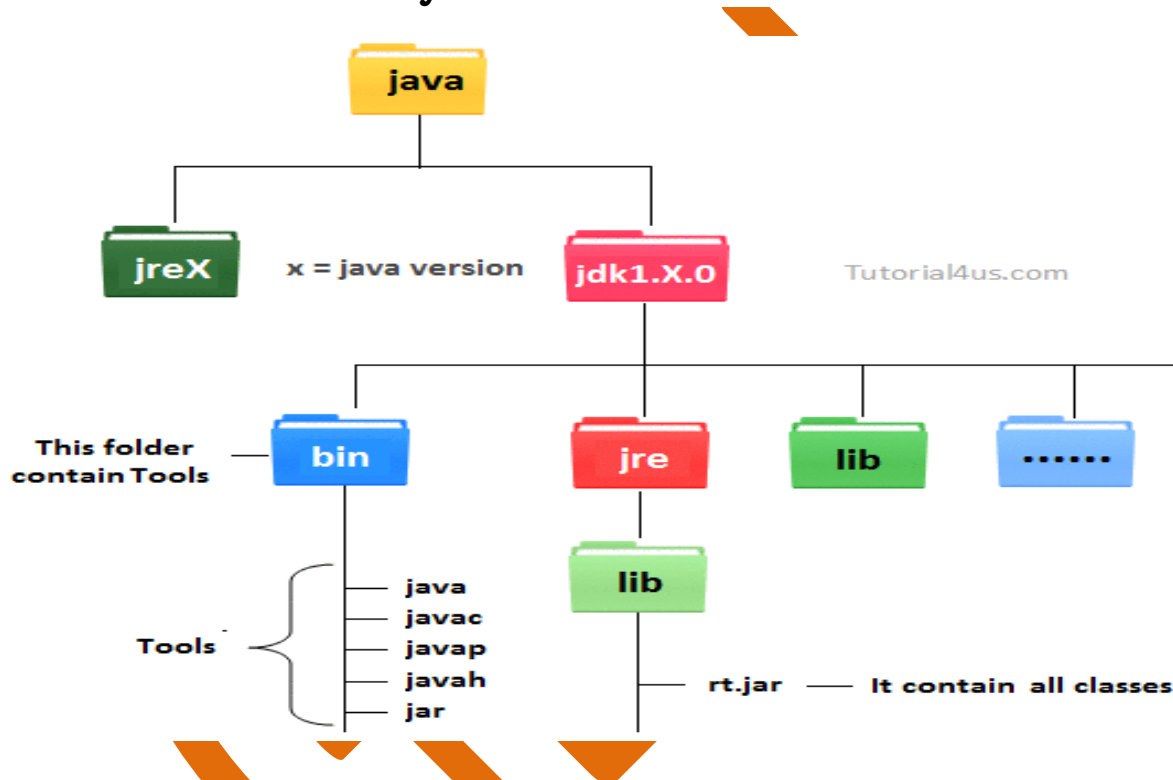 java
jreX
x = java version
jdk1.X.0
Tutorial4us.com
This folder
contain Tools
bin
jre
lib
......
lib
Tools
java
javac
javap
javah
jar
rt.jar
It contain all classes